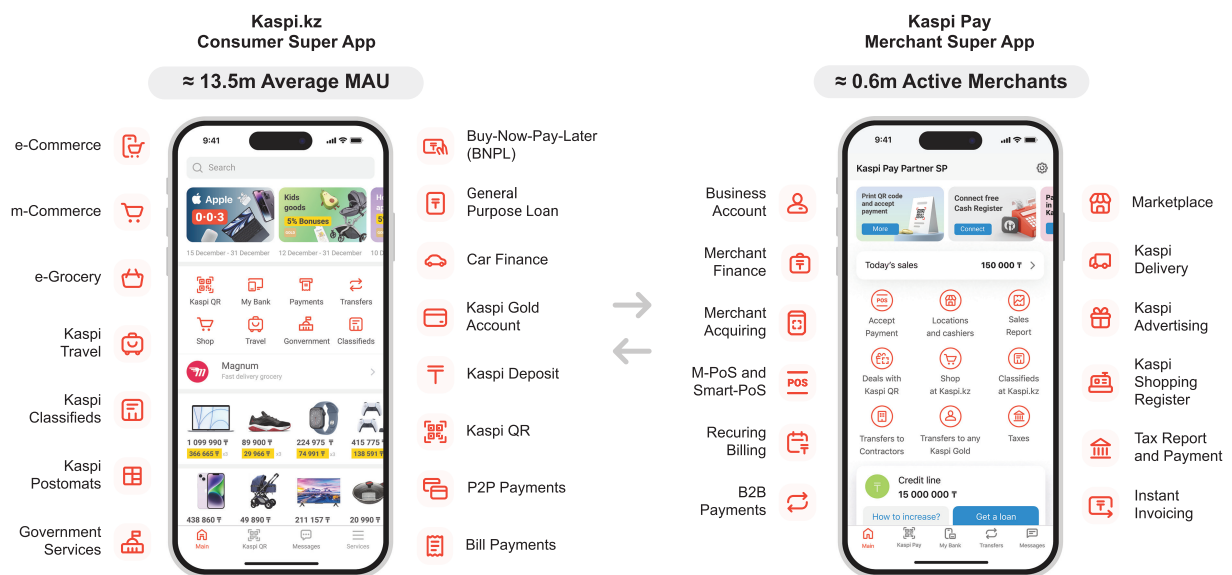 Kaspi.kz
Consumer Super App
≈ 13.5m Average MAU
e-Commerce
m-Commerce
e-Grocery
Kaspi
Travel
Kaspi
Classifieds
Kaspi
Postomats
Government
Services
9:41
Search
Apple
0·0·3
Kids
goods
5% Bonuses
15 December - 31 December
12 December - 31 December
10 D
Kaspi QR
My Bank
Payments
Transfers
Shop
Travel
Gonvernment
Classifieds
Magnum
Fast delivery grocery
1 099 990 ₸
89 900 ₸
224 975 ₸
415 775
366 665 ₸ x3
29 966 ₸ x3
74 991 ₸ x3
138 591
438 860 ₸
49 890 ₸
211 157 ₸
20 990 ₸
Main
Kaspi QR
Messages
Services
Buy-Now-Pay-Later
(BNPL)
General
Purpose Loan
Car Finance
Kaspi Gold
Account
Kaspi Deposit
Kaspi QR
P2P Payments
Bill Payments
Kaspi Pay
Merchant Super App
≈ 0.6m Active Merchants
Business
Account
Merchant
Finance
Merchant
Acquiring
M-PoS and
Smart-PoS
POS
Recuring
Billing
B2B
Payments
9:41
Kaspi Pay Partner SP
Print QR code
and accept
payment
More
Connect free
Cash Register
Connect
Pa
in
Ka
Today's sales
150 000 ₸
POS
Accept
Payment
Locations
and cashiers
Sales
Report
Deals with
Kaspi QR
Shop
at Kaspi.kz
Classifieds
at Kaspi.kz
Transfers to
Contractors
Transfers to any
Kaspi Gold
Taxes
Credit line
15 000 000 ₸
How to increase?
Get a loan
Main
Kaspi Pay
My Bank
Transfers
Messages
Marketplace
Kaspi
Delivery
Kaspi
Advertising
Kaspi
Shopping
Register
Tax Report
and Payment
Instant
Invoicing